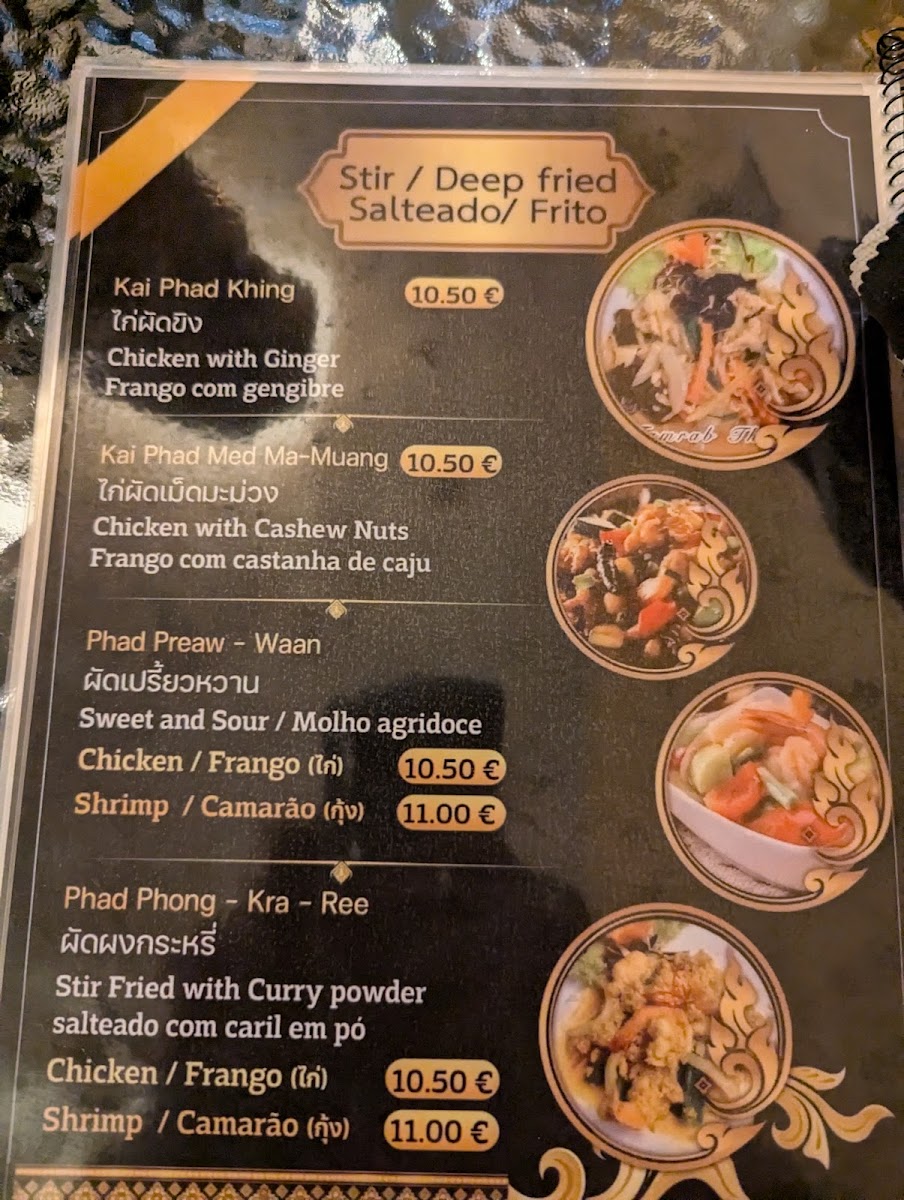 Stir / Deep fried
Salteado/ Frito
Kai Phad Khing 10.50 €
ไก่ผัดขิง
Chicken with Ginger
Frango com gengibre
Kai Phad Med Ma-Muang 10.50 €
ไก่ผัดเม็ดมะม่วง
Chicken with Cashew Nuts
Frango com castanha de caju
Phad Preaw - Waan
ผัดเปรี้ยวหวาน
Sweet and Sour / Molho agridoce
Chicken / Frango (ไก่) 10.50 €
Shrimp / Camarão (กุ้ง) 11.00 €
Phad Phong - Kra - Ree
ผัดผงกระหรี่
Stir Fried with Curry powder
salteado com caril em pó
Chicken / Frango (ไก่) 10.50 €
Shrimp / Camarão (กุ้ง) 11.00 €